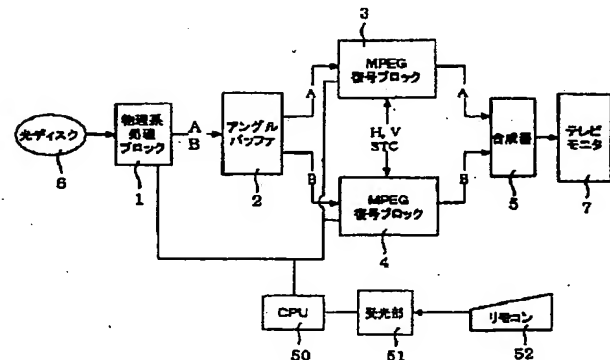 3
MPEG
復号ブロック
光ディスク
6
物理系
処理
ブロック
1
A
B
アングル
バッファ
2
A
B
H, V
STC
MPEG
復号ブロック
4
A
B
合成器
5
テレビ
モニタ
7
CPU
50
受光部
51
リモコン
52